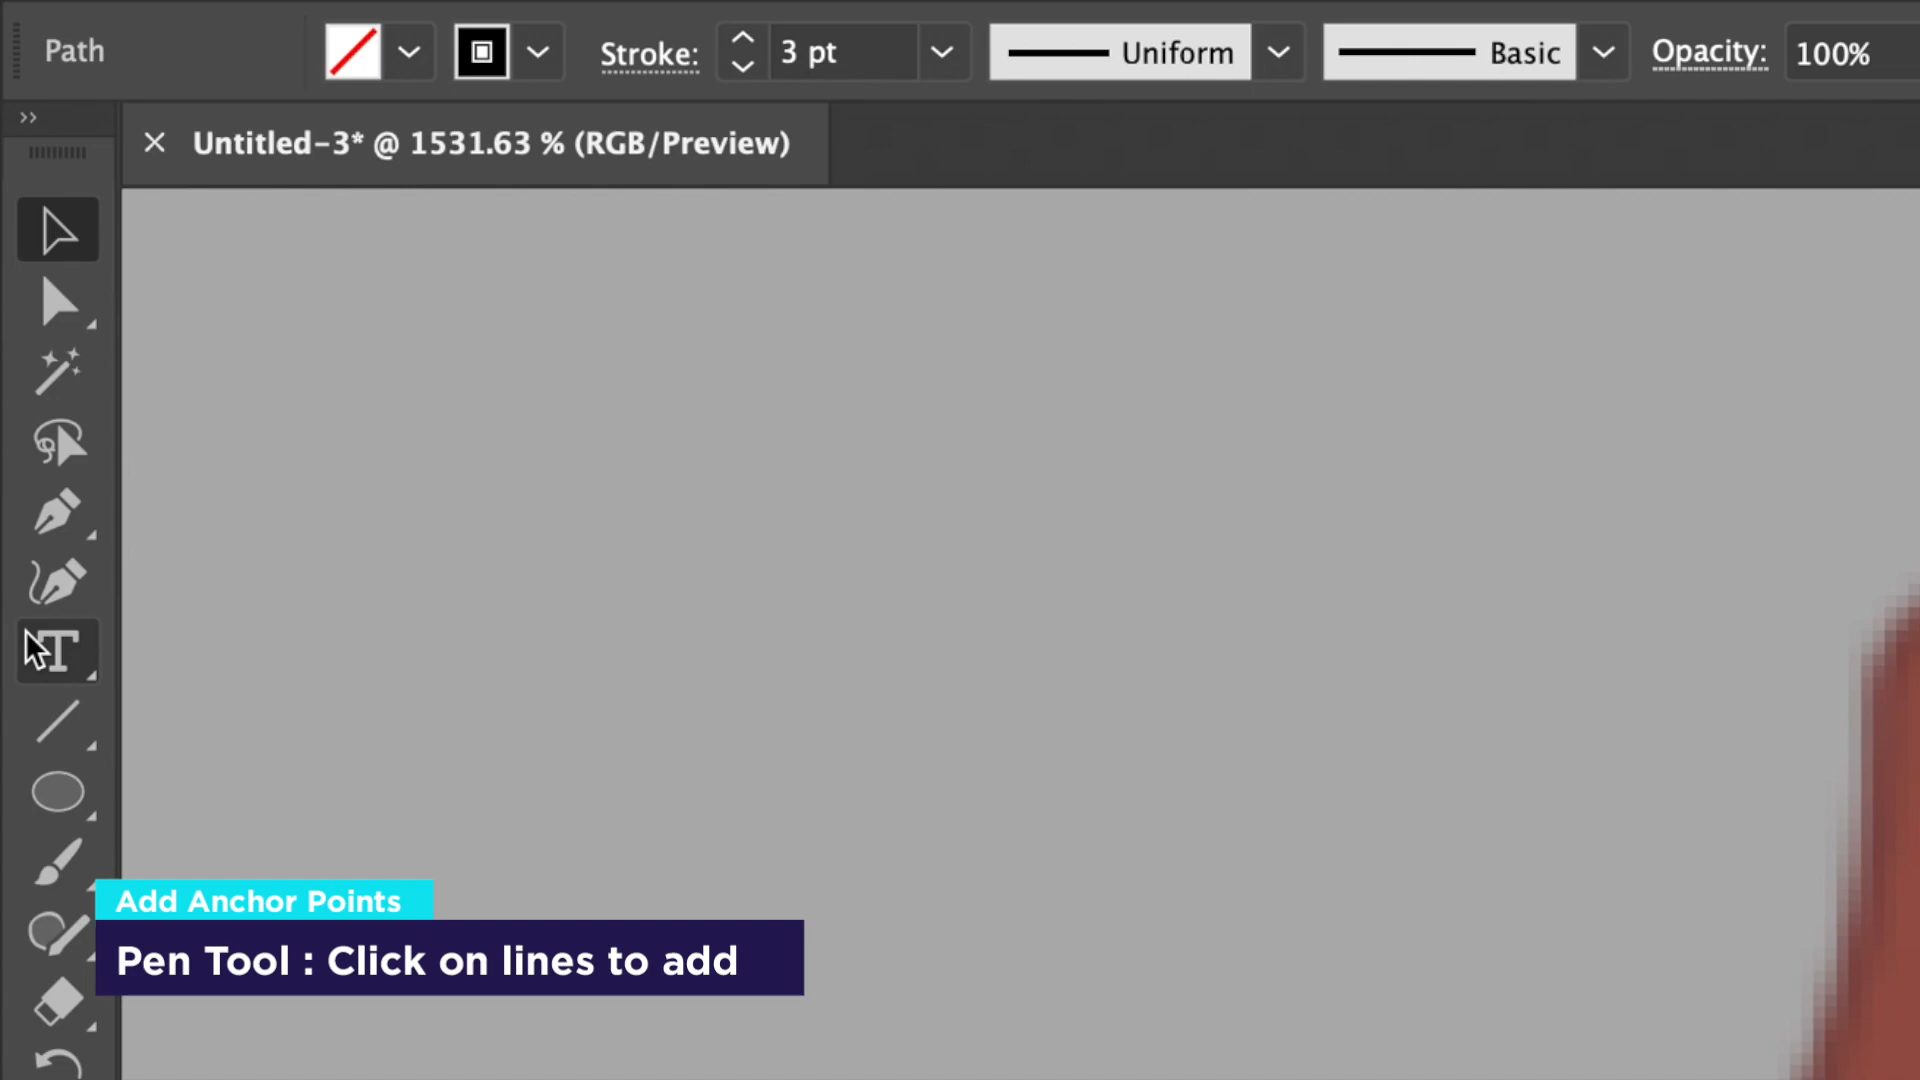 Path
Stroke: 3 pt Uniform Basic Opacity: 100%
Untitled-3* @ 1531.63 % (RGB/Preview)
T
Add Anchor Points
Pen Tool : Click on lines to add